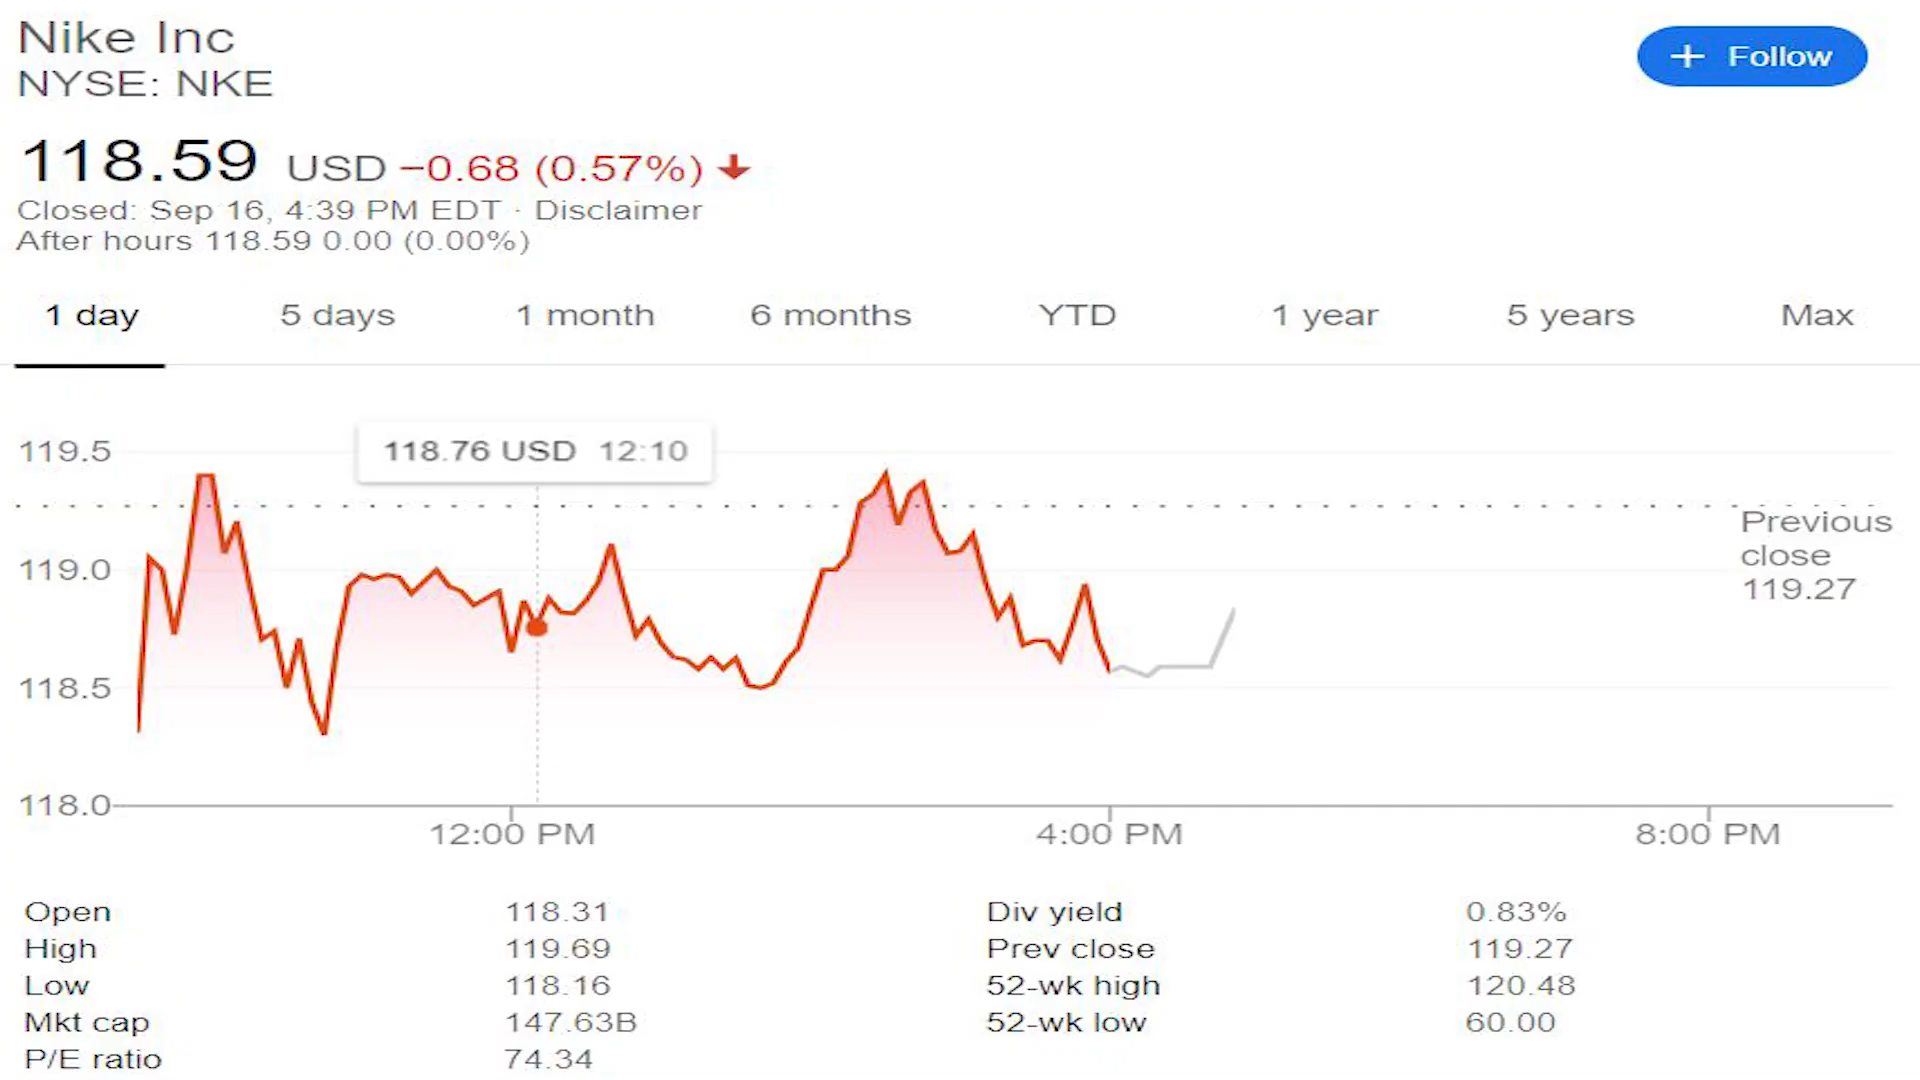 Nike Inc
NYSE: NKE
+ Follow
118.59 USD −0.68 (0.57%)
Closed: Sep 16, 4:39 PM EDT · Disclaimer
After hours 118.59 0.00 (0.00%)
1 day 5 days 1 month 6 months YTD 1 year 5 years Max
118.76 USD 12:10
119.5
119.0
118.5
118.0
Previous
close
119.27
12:00 PM 4:00 PM 8:00 PM
Open 118.31 Div yield 0.83%
High 119.69 Prev close 119.27
Low 118.16 52-wk high 120.48
Mkt cap 147.63B 52-wk low 60.00
P/E ratio 74.34